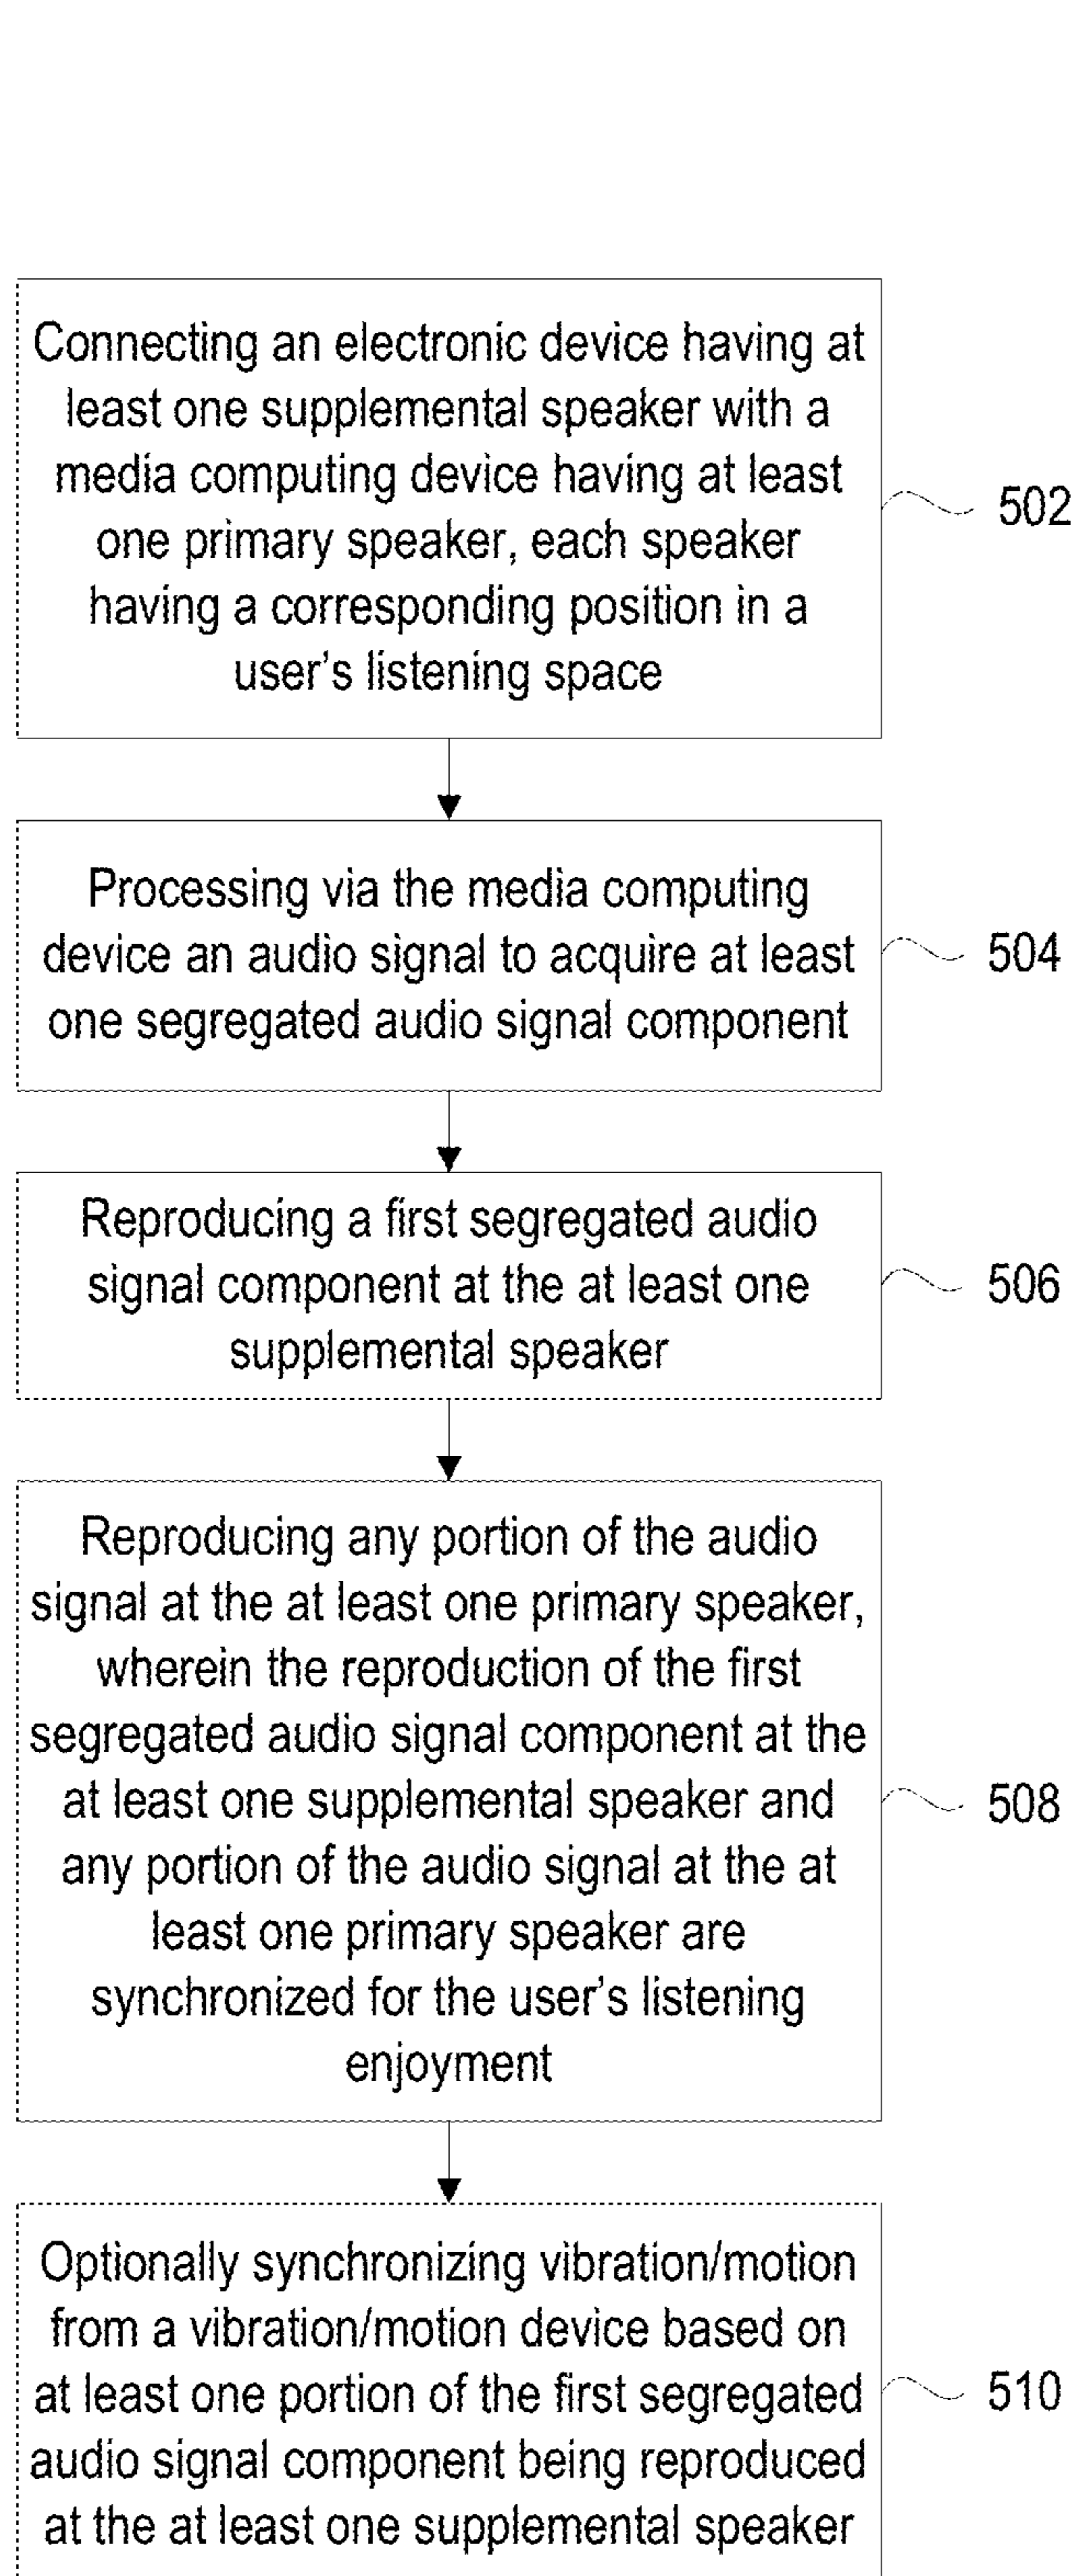 Connecting an electronic device having at
least one supplemental speaker with a
media computing device having at least
one primary speaker, each speaker
having a corresponding position in a
user’s listening space
502
Processing via the media computing
device an audio signal to acquire at least
one segregated audio signal component
504
Reproducing a first segregated audio
signal component at the at least one
supplemental speaker
506
Reproducing any portion of the audio
signal at the at least one primary speaker,
wherein the reproduction of the first
segregated audio signal component at the
at least one supplemental speaker and
any portion of the audio signal at the at
least one primary speaker are
synchronized for the user’s listening
enjoyment
508
Optionally synchronizing vibration/motion
from a vibration/motion device based on
at least one portion of the first segregated
audio signal component being reproduced
at the at least one supplemental speaker
510